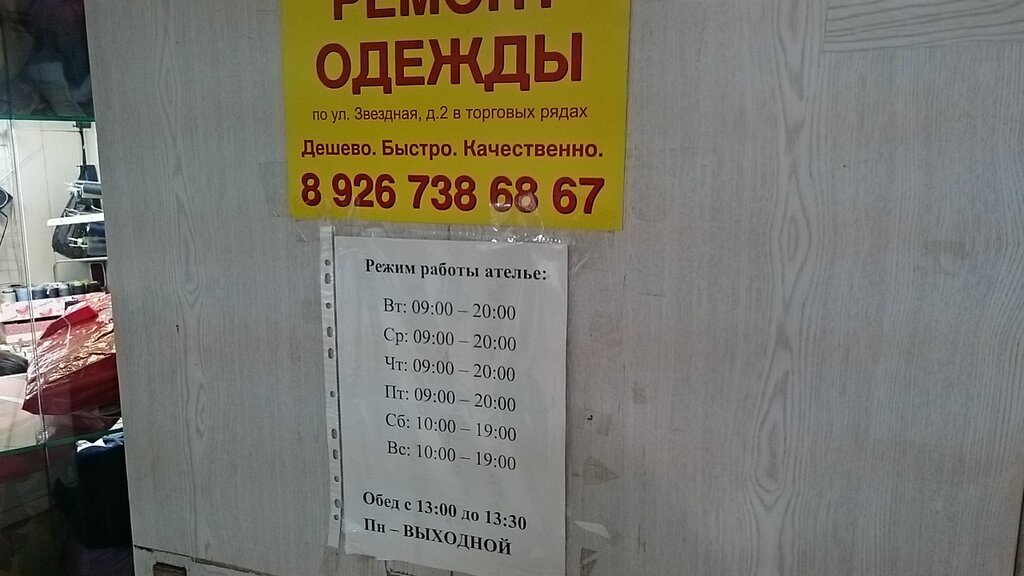 РЕМОНТ
ОДЕЖДЫ
по ул. Звездная, д.2 в торговых рядах
Дешево. Быстро. Качественно.
8 926 738 68 67
Режим работы ателье:
Вт: 09:00 – 20:00
Ср: 09:00 – 20:00
Чт: 09:00 – 20:00
Пт: 09:00 – 20:00
Сб: 10:00 – 19:00
Вс: 10:00 – 19:00
Обед с 13:00 до 13:30
Пн – ВЫХОДНОЙ